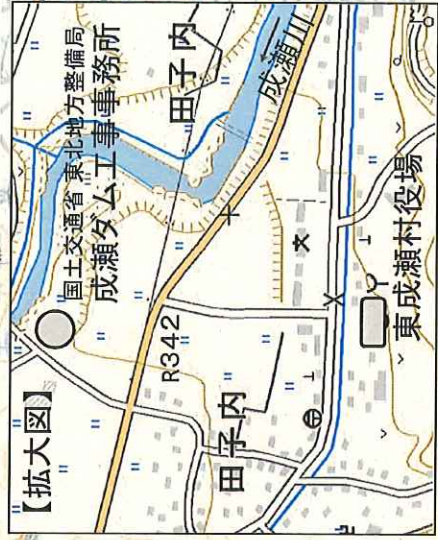 【拡大図】
国土交通省 東北地方整備局
成瀬ダム工事事務所
田子内
成瀬川
R342
田子内
東成瀬村役場